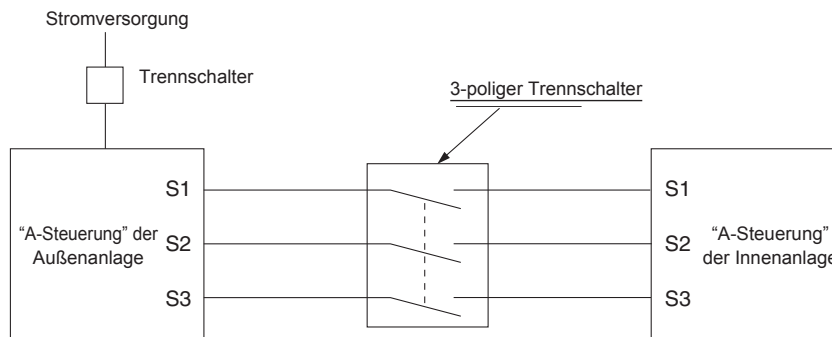 Stromversorgung
Trennschalter
3-poliger Trennschalter
S1
S1
“A-Steuerung” der
Außenanlage
S2
S2
“A-Steuerung”
der Innenanlage
S3
S3